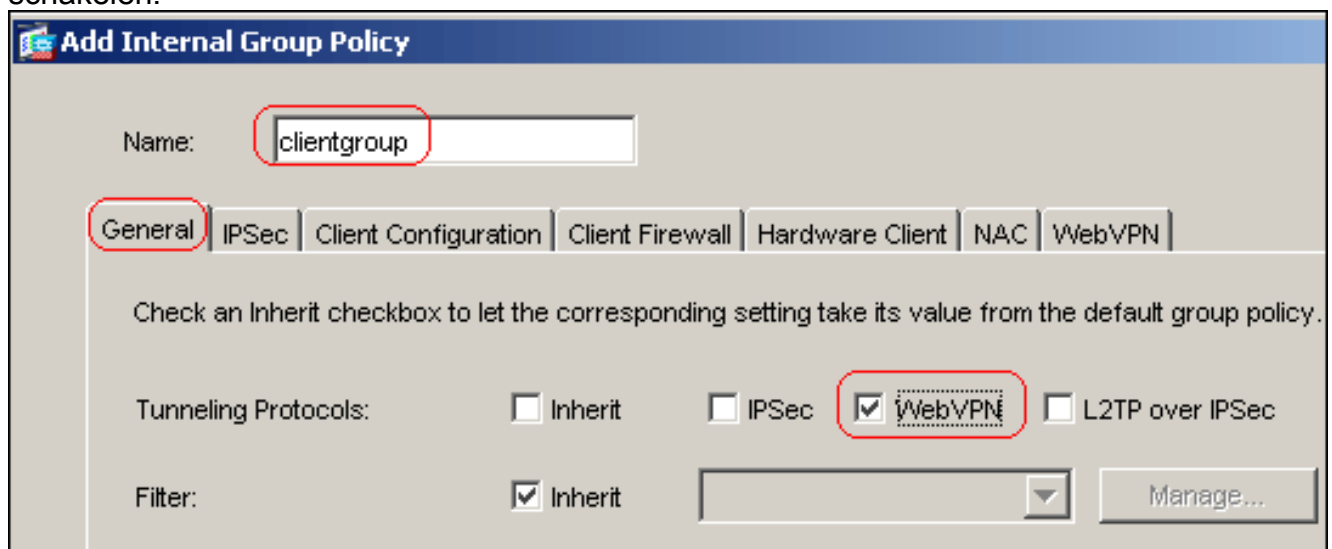 schakelen.
Add Internal Group Policy
Name: clientgroup
General IPSec Client Configuration Client Firewall Hardware Client NAC WebVPN
Check an Inherit checkbox to let the corresponding setting take its value from the default group policy.
Tunneling Protocols: Inherit IPSec WebVPN L2TP over IPSec
Filter: Inherit Manage...